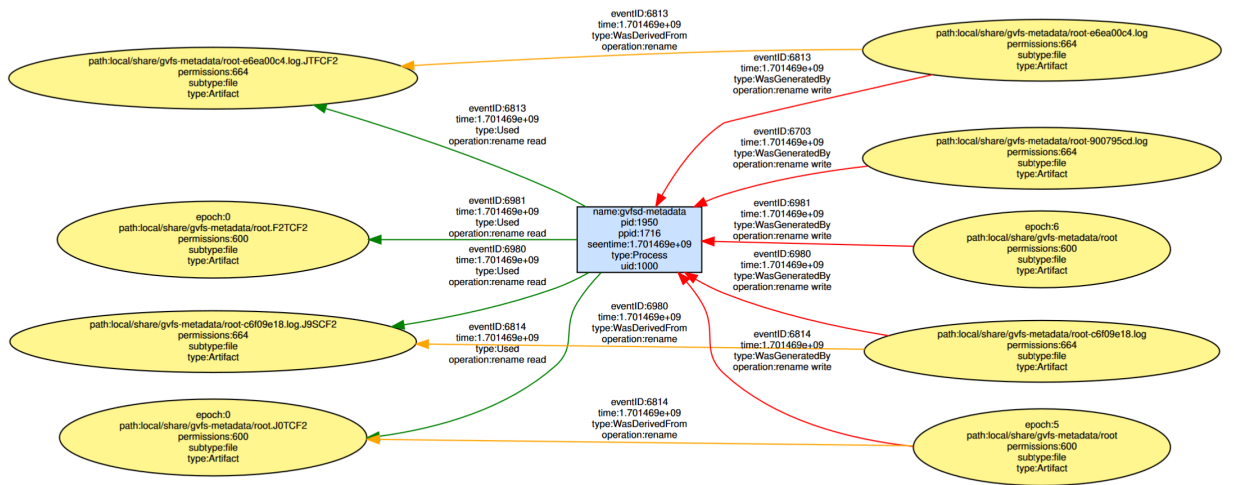 eventID:6813
time:1.701469e+09
type:WasDerivedFrom
operation:rename
path:local/share/gvfs-metadata/root-e6ea00c4.log
permissions:664
subtype:file
type:Artifact
path:local/share/gvfs-metadata/root-e6ea00c4.log.JTFCF2
permissions:664
subtype:file
type:Artifact
eventID:6813
time:1.701469e+09
type:WasGeneratedBy
operation:rename write
eventID:6813
time:1.701469e+09
type:Used
operation:rename read
eventID:6703
time:1.701469e+09
type:WasGeneratedBy
operation:rename write
path:local/share/gvfs-metadata/root-900795cd.log
permissions:664
subtype:file
type:Artifact
epoch:0
path:local/share/gvfs-metadata/root.F2TCF2
permissions:600
subtype:file
type:Artifact
eventID:6981
time:1.701469e+09
type:Used
operation:rename read
name:gvfsd-metadata
pid:1950
ppid:1716
seentime:1.701469e+09
type:Process
uid:1000
eventID:6981
time:1.701469e+09
type:WasGeneratedBy
operation:rename write
epoch:6
path:local/share/gvfs-metadata/root
permissions:600
subtype:file
type:Artifact
eventID:6980
time:1.701469e+09
type:Used
operation:rename read
eventID:6980
time:1.701469e+09
type:WasGeneratedBy
operation:rename write
path:local/share/gvfs-metadata/root-c6f09e18.log.J9SCF2
permissions:664
subtype:file
type:Artifact
eventID:6980
time:1.701469e+09
type:WasDerivedFrom
operation:rename
path:local/share/gvfs-metadata/root-c6f09e18.log
permissions:664
subtype:file
type:Artifact
eventID:6814
time:1.701469e+09
type:Used
operation:rename read
eventID:6814
time:1.701469e+09
type:WasGeneratedBy
operation:rename write
epoch:0
path:local/share/gvfs-metadata/root.J0TCF2
permissions:600
subtype:file
type:Artifact
eventID:6814
time:1.701469e+09
type:WasDerivedFrom
operation:rename
epoch:5
path:local/share/gvfs-metadata/root
permissions:600
subtype:file
type:Artifact